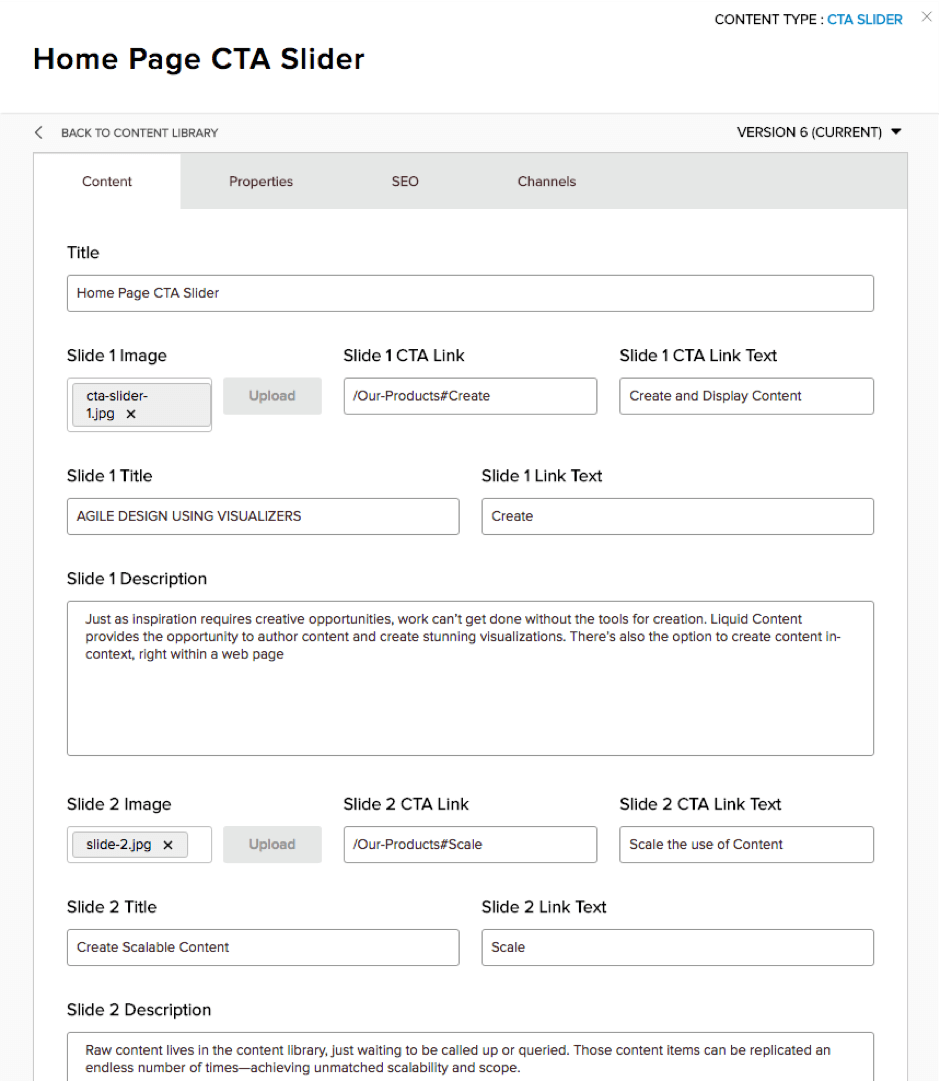 CONTENT TYPE : CTA SLIDER
Home Page CTA Slider
BACK TO CONTENT LIBRARY
VERSION 6 (CURRENT)
Content
Properties
SEO
Channels
Title
Home Page CTA Slider
Slide 1 Image
Slide 1 CTA Link
Slide 1 CTA Link Text
cta-slider-
1.jpg
Upload
/Our-Products#Create
Create and Display Content
Slide 1 Title
Slide 1 Link Text
AGILE DESIGN USING VISUALIZERS
Create
Slide 1 Description
Just as inspiration requires creative opportunities, work can't get done without the tools for creation. Liquid Content
provides the opportunity to author content and create stunning visualizations. There's also the option to create content in-
context, right within a web page
Slide 2 Image
Slide 2 CTA Link
Slide 2 CTA Link Text
slide-2.jpg
Upload
/Our-Products#Scale
Scale the use of Content
Slide 2 Title
Slide 2 Link Text
Create Scalable Content
Scale
Slide 2 Description
Raw content lives in the content library, just waiting to be called up or queried. Those content items can be replicated an
endless number of times—achieving unmatched scalability and scope.